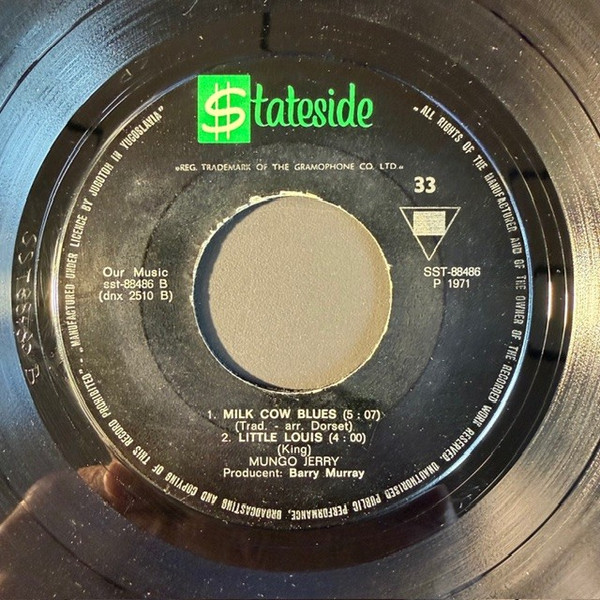 $tateside
»REG. TRADEMARK OF THE GRAMOPHONE CO. LTD.«
33
Our Music
sst-88486 B
(dnx 2510 B)
SST-88486
P 1971
1. MILK COW BLUES (5 : 07)
(Trad. - arr. Dorset)
2. LITTLE LOUIS (4 : 00)
(King)
MUNGO JERRY
Producent: Barry Murray
"ALL RIGHTS OF THE MANUFACTURER AND OF THE OWNER OF THE RECORDED WORK RESERVED. UNAUTHORISED PUBLIC PERFORMANCE, BROADCASTING AND COPYING OF THIS RECORD PROHIBITED" - "MANUFACTURED UNDER LICENCE BY JUGOTON IN YUGOSLAVIA"
SST 88486 B